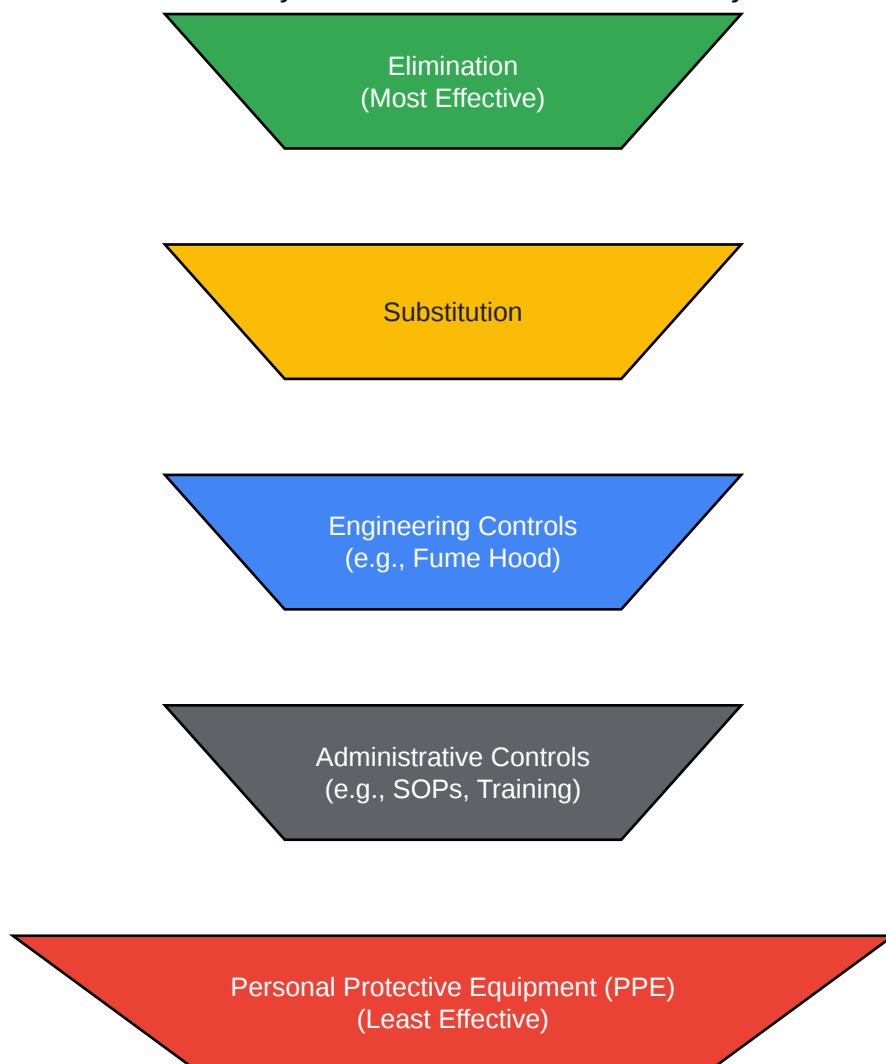 Elimination
(Most Effective)
Substitution
Engineering Controls
(e.g., Fume Hood)
Administrative Controls
(e.g., SOPs, Training)
Personal Protective Equipment (PPE)
(Least Effective)